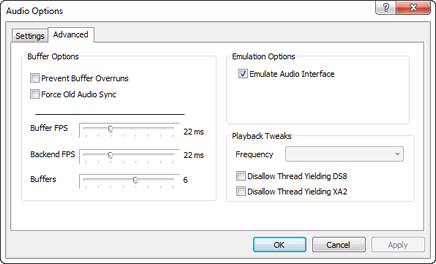 Audio Options
Settings
Advanced
Buffer Options
Prevent Buffer Overruns
Force Old Audio Sync
Buffer FPS
22 ms
Backend FPS
22 ms
Buffers
6
Emulation Options
Emulate Audio Interface
Playback Tweaks
Frequency
Disallow Thread Yielding DS8
Disallow Thread Yielding XA2
OK
Cancel
Apply